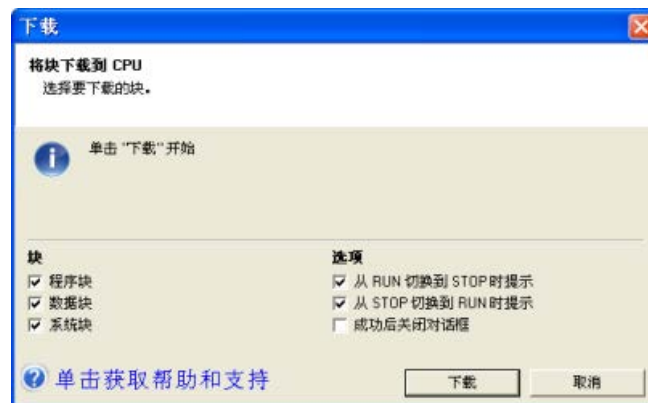 下载
将块下载到 CPU
选择要下载的块。
单击 "下载" 开始
块
选项
程序块
从 RUN 切换到 STOP 时提示
数据块
从 STOP 切换到 RUN 时提示
系统块
成功后关闭对话框
单击获取帮助和支持
下载
取消